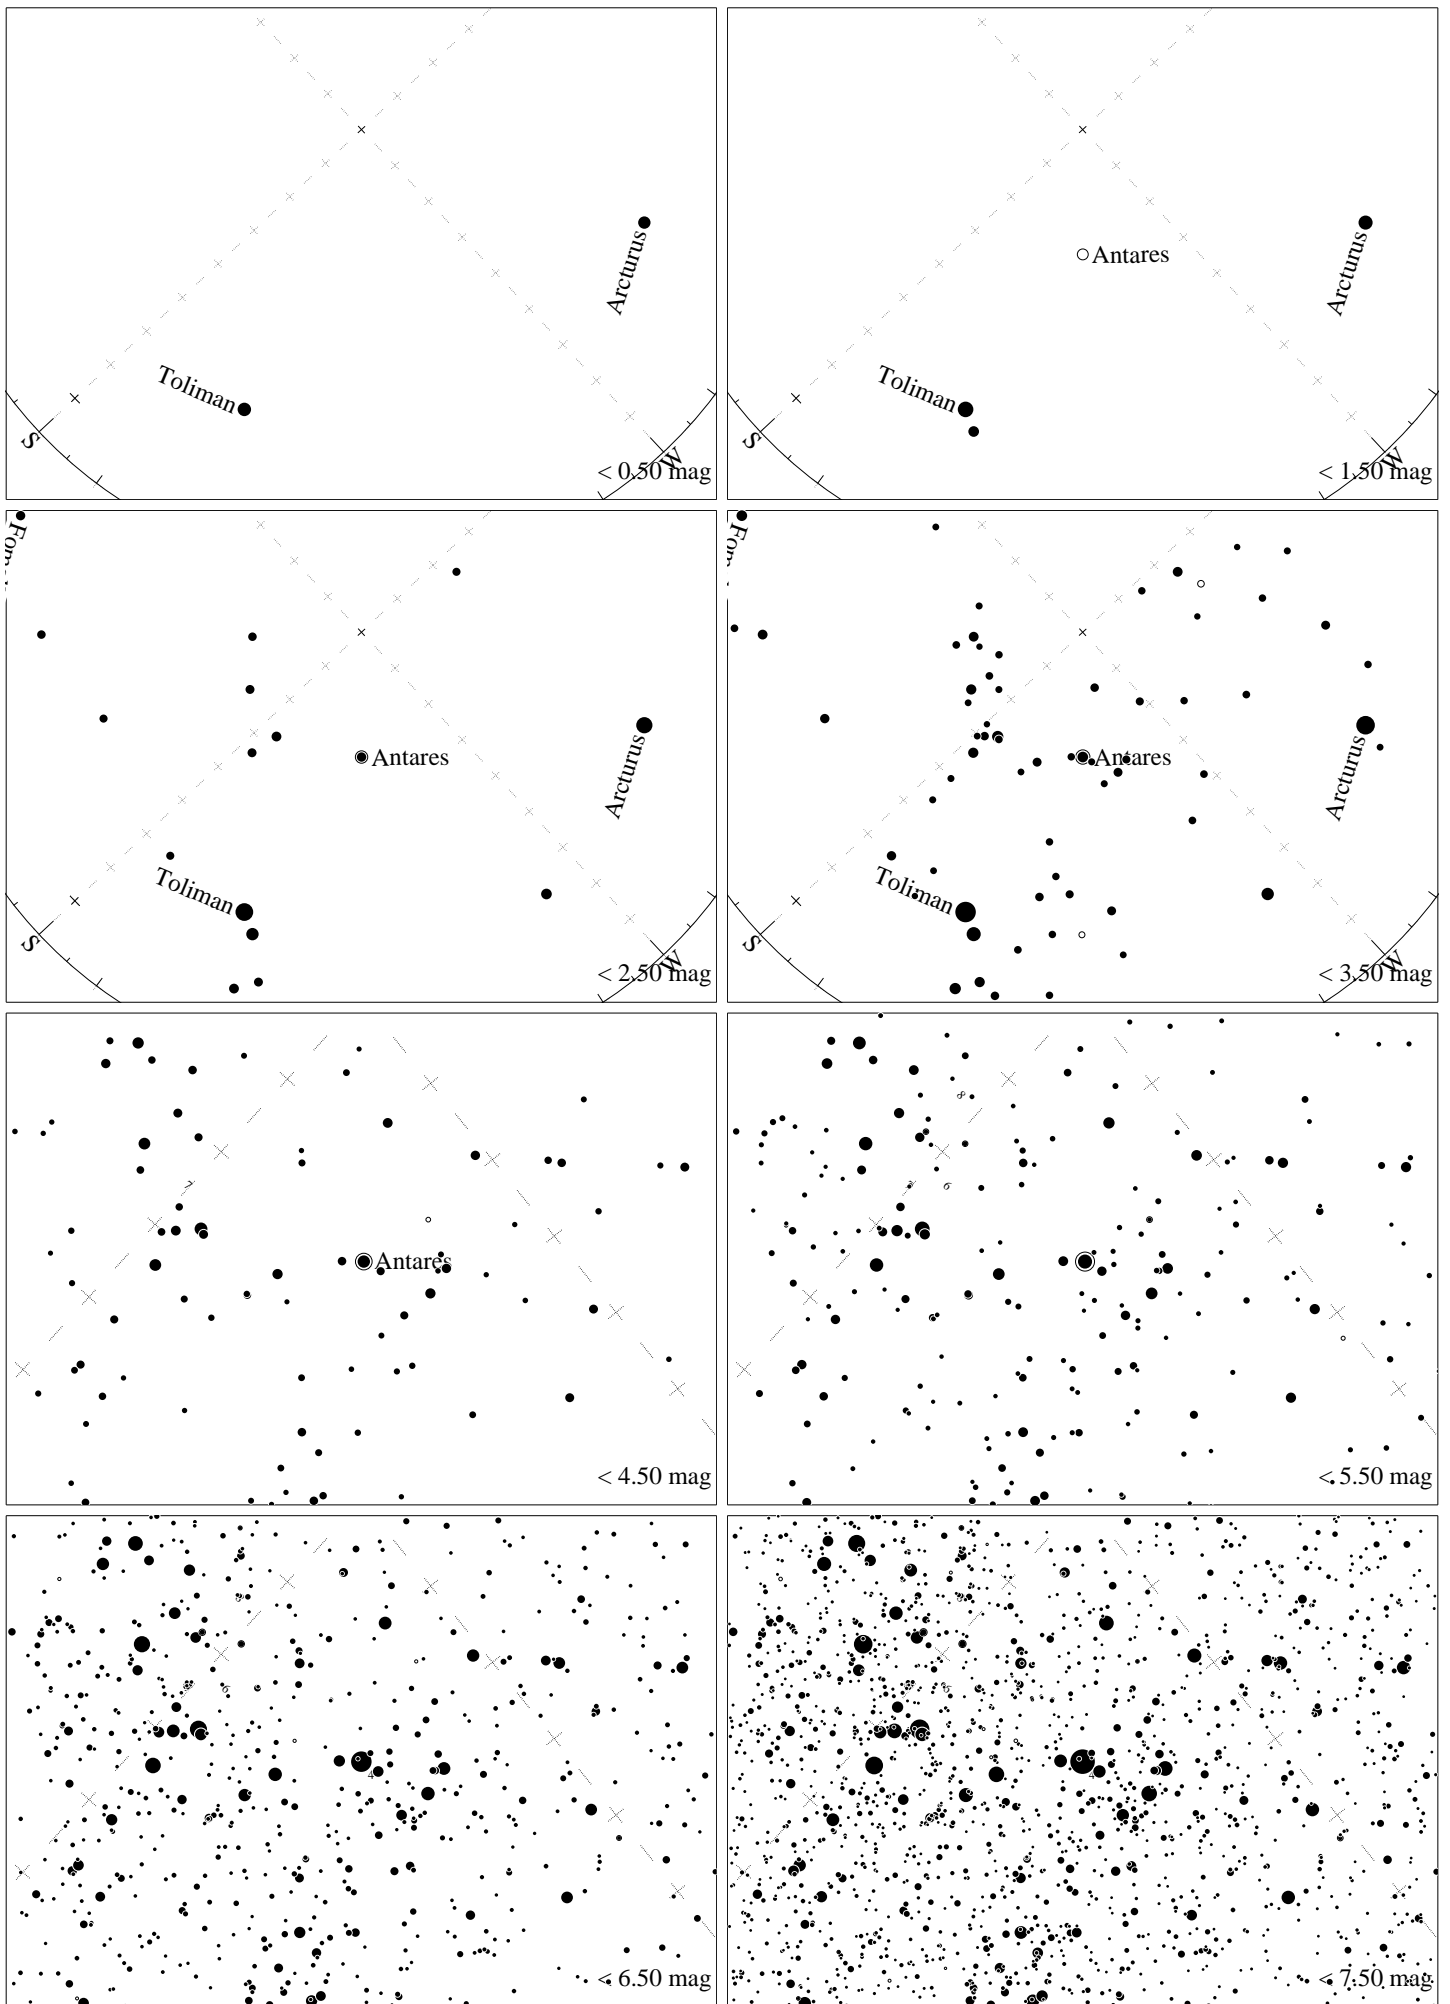 Arcturus
Toliman
S
W
< 0.50 mag
Antares
Arcturus
Toliman
S
W
< 1.50 mag
Antares
Arcturus
Toliman
S
W
< 2.50 mag
Antares
Arcturus
Toliman
S
W
< 3.50 mag
Antares
< 4.50 mag
< 5.50 mag
< 6.50 mag
< 7.50 mag